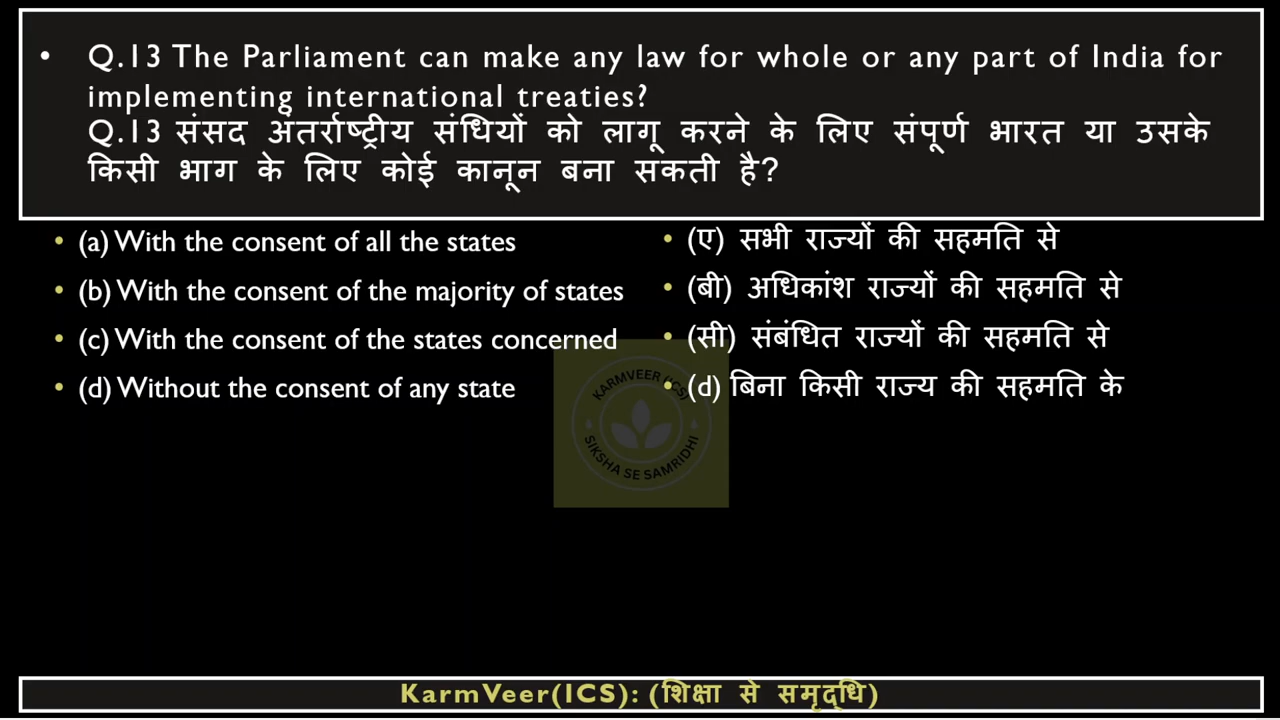 • Q.13 The Parliament can make any law for whole or any part of India for
implementing international treaties?
Q.13 संसद अंतर्राष्ट्रीय संधियों को लागू करने के लिए संपूर्ण भारत या उसके
किसी भाग के लिए कोई कानून बना सकती है?
• (a) With the consent of all the states
• (b) With the consent of the majority of states
• (c) With the consent of the states concerned
• (d) Without the consent of any state
• (ए) सभी राज्यों की सहमति से
• (बी) अधिकांश राज्यों की सहमति से
• (सी) संबंधित राज्यों की सहमति से
• (d) बिना किसी राज्य की सहमति के
KARMVEER (ICS)
SIKSHA SE SAMRIDHI
KarmVeer(ICS): (शिक्षा से समृद्धि)